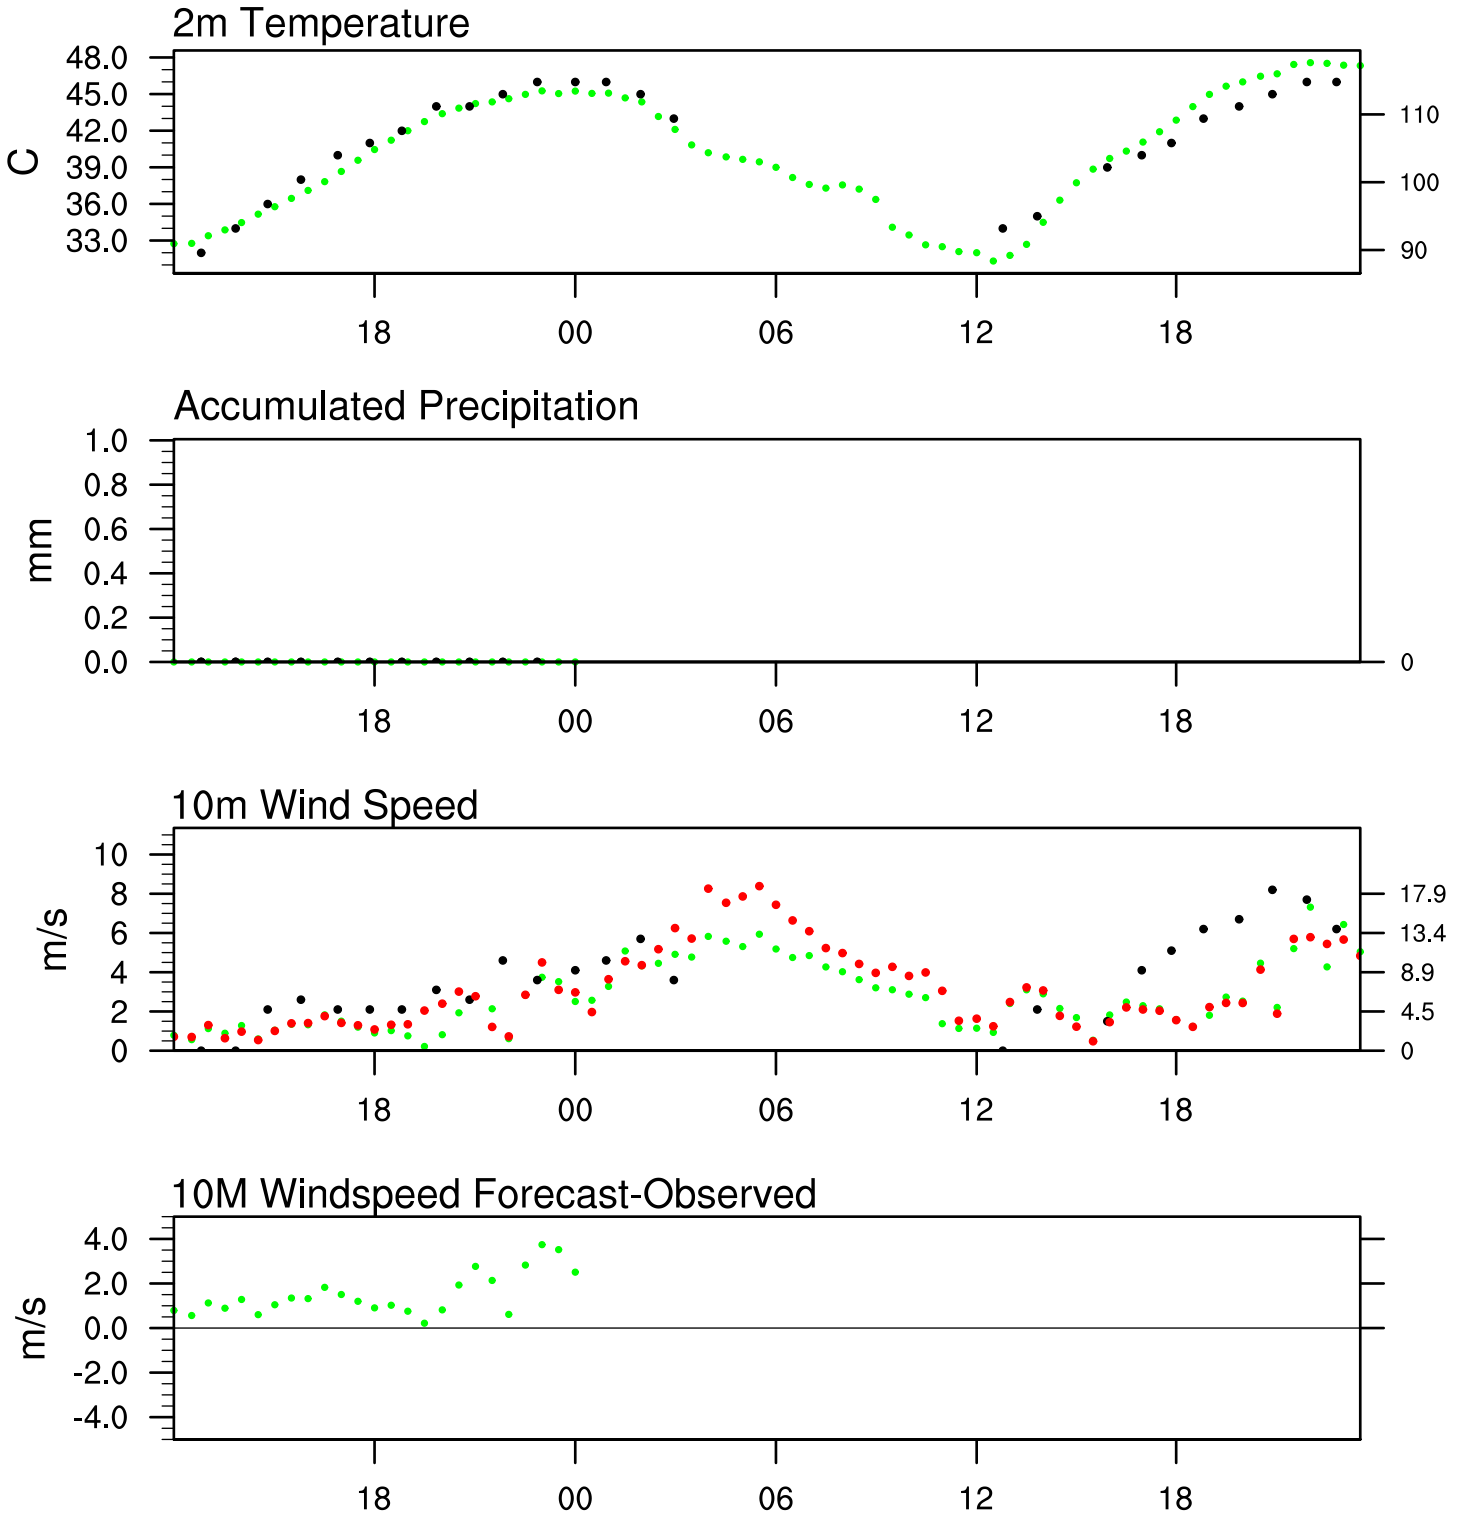 2m Temperature
48.0
45.0
42.0
39.0
36.0
33.0
C
110
100
90
18 00 06 12 18
Accumulated Precipitation
1.0
0.8
0.6
0.4
0.2
0.0
mm
0
18 00 06 12 18
10m Wind Speed
10
8
6
4
2
0
m/s
17.9
13.4
8.9
4.5
0
18 00 06 12 18
10M Windspeed Forecast-Observed
4.0
2.0
0.0
-2.0
-4.0
m/s
18 00 06 12 18